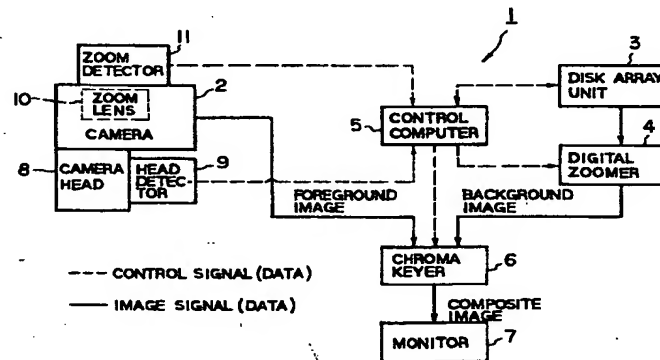 11
ZOOM
DETECTOR
1
3
DISK ARRAY
UNIT
10
ZOOM
LENS
2
CAMERA
5
CONTROL
COMPUTER
4
DIGITAL
ZOOMER
8
CAMERA
HEAD
HEAD
DETEC-
TOR
9
FOREGROUND
IMAGE
BACKGROUND
IMAGE
CHROMA
KEYER
6
CONTROL SIGNAL (DATA)
IMAGE SIGNAL (DATA)
COMPOSITE
IMAGE
MONITOR
7